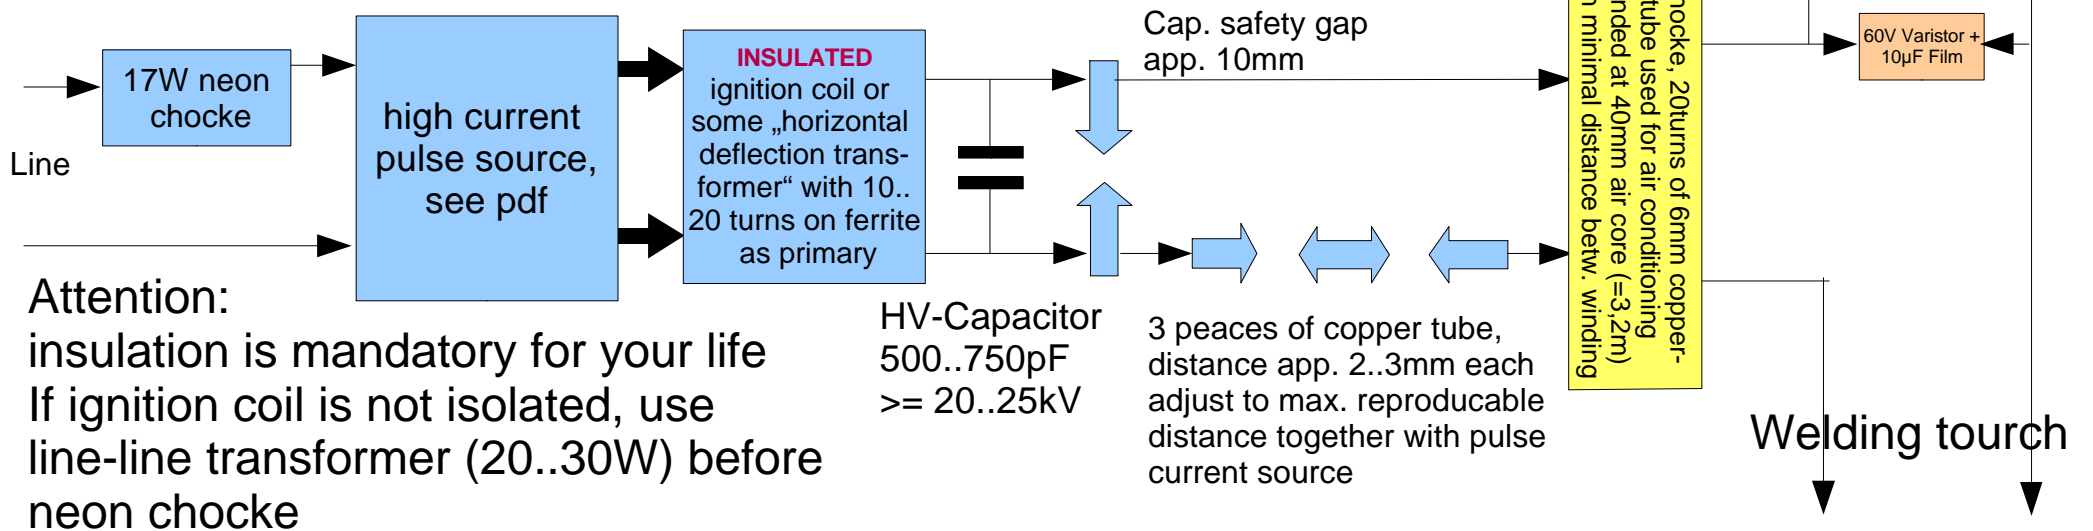 Line
17W neon
chocke
high current
pulse source,
see pdf
INSULATED
ignition coil or
some „horizontal
deflection trans-
former“ with 10..
20 turns on ferrite
as primary
Cap. safety gap
app. 10mm
HV-Capacitor
500..750pF
>= 20..25kV
3 peaces of copper tube,
distance app. 2..3mm each
adjust to max. reproducable
distance together with pulse
current source
20turns of 6mm copper-
tube used for air conditioning
at 40mm air core (=3,2m)
minimal distance betw. winding
60V Varistor +
10µF Film
Welding tourch
Attention:
insulation is mandatory for your life
If ignition coil is not isolated, use
line-line transformer (20..30W) before
neon chocke